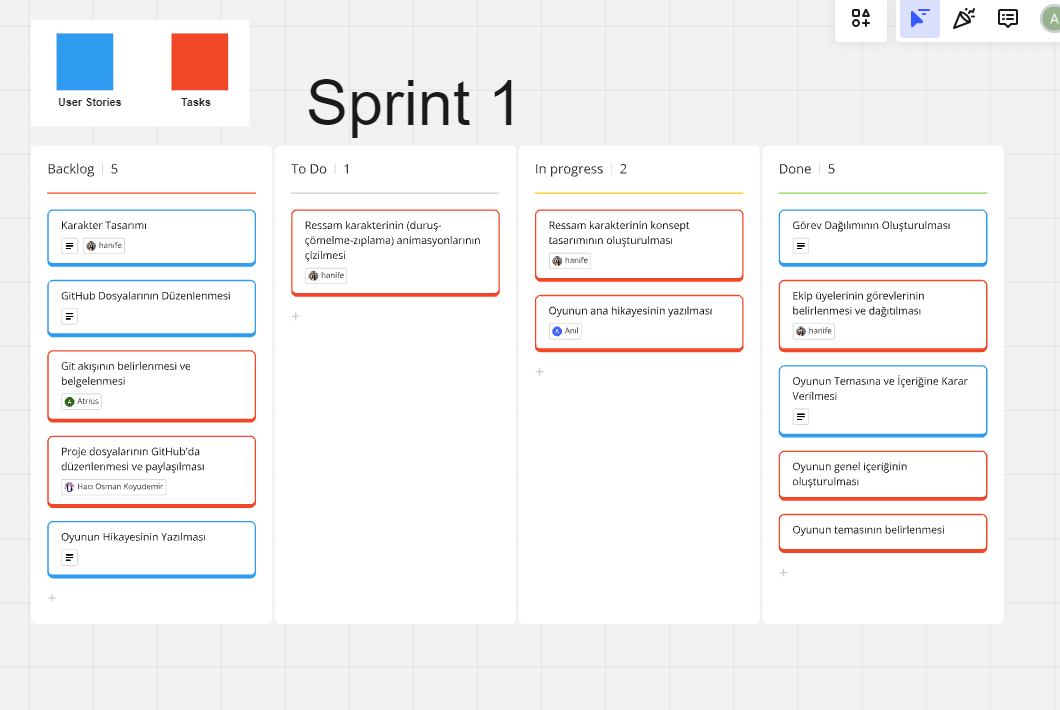 User Stories
Tasks
Sprint 1
A
Backlog 5
Karakter Tasarımı
hanife
GitHub Dosyalarının Düzenlenmesi
Git akışının belirlenmesi ve
belgelenmesi
A Atrius
Proje dosyalarının GitHub'da
düzenlenmesi ve paylaşılması
Hacı Osman Koyudemir
Oyunun Hikayesinin Yazılması
To Do 1
Ressam karakterinin (duruş-
çömelme-zıplama) animasyonlarının
çizilmesi
hanife
In progress 2
Ressam karakterinin konsept
tasarımının oluşturulması
hanife
Oyunun ana hikayesinin yazılması
A Anıl
Done 5
Görev Dağılımının Oluşturulması
Ekip üyelerinin görevlerinin
belirlenmesi ve dağıtılması
hanife
Oyunun Temasına ve İçeriğine Karar
Verilmesi
Oyunun genel içeriğinin
oluşturulması
Oyunun temasının belirlenmesi